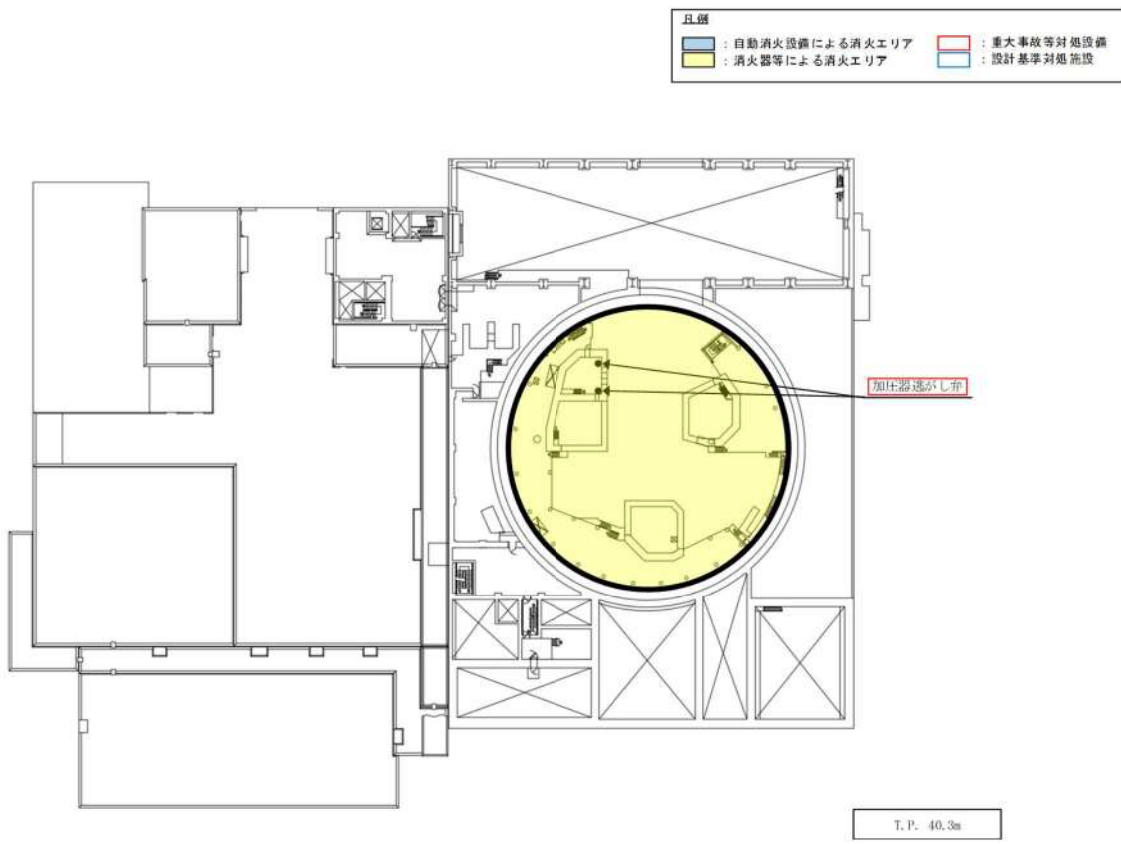 凡例
：自動消火設備による消火エリア
：重大事故等対処設備
：消火器等による消火エリア
：設計基準対処施設
加圧器逃がし弁
T.P. 40.3m